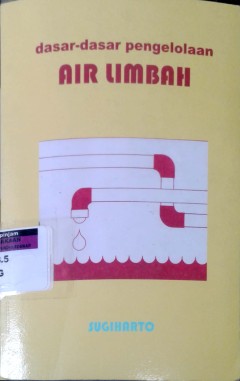 dasar-dasar pengelolaan
AIR LIMBAH
SUGIHARTO